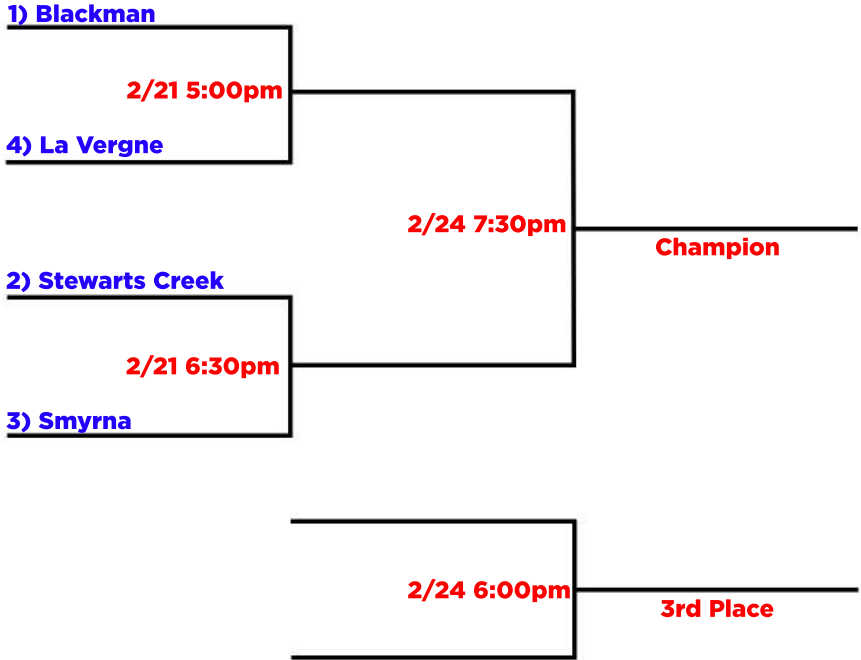 1) Blackman
2/21 5:00pm
4) La Vergne
2/24 7:30pm
Champion
2) Stewarts Creek
2/21 6:30pm
3) Smyrna
2/24 6:00pm
3rd Place